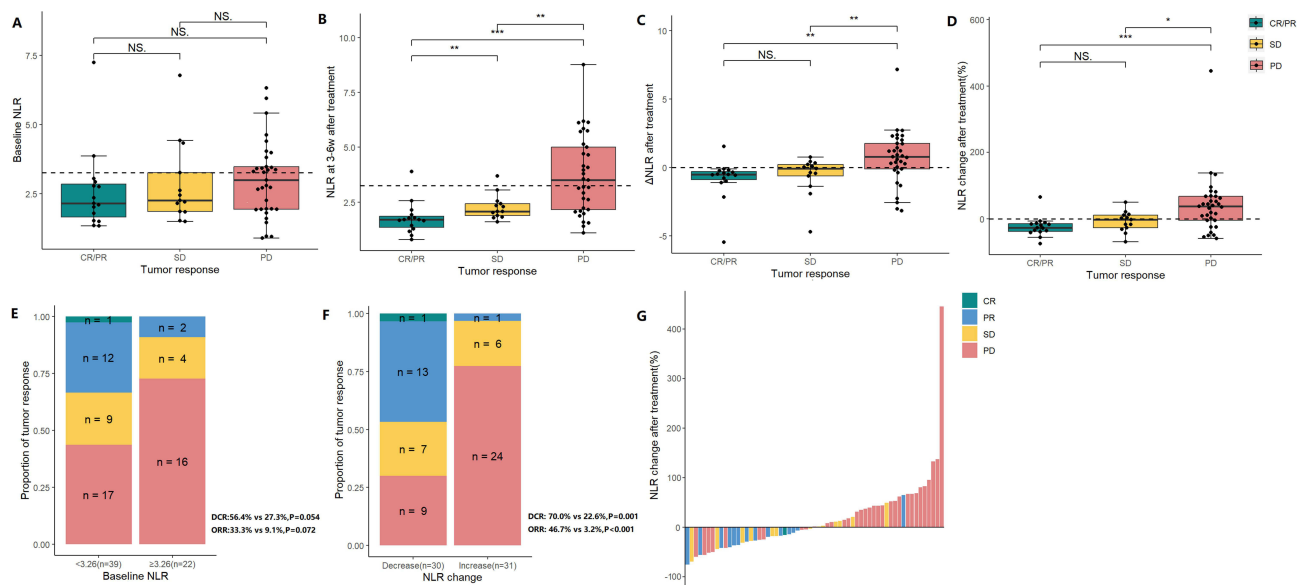 A
NS.
NS.
NS.
7.5
5.0
2.5
Baseline NLR
CR/PR
SD
PD
Tumor response
B
**
***
**
7.5
5.0
2.5
NLR at 3-6w after treatment
CR/PR
SD
PD
Tumor response
C
**
**
NS.
10
5
0
-5
ΔNLR after treatment
CR/PR
SD
PD
Tumor response
D
*
***
NS.
600
400
200
0
NLR change after treatment(%)
CR/PR
SD
PD
Tumor response
CR/PR
SD
PD
E
1.00
0.75
0.50
0.25
0.00
Proportion of tumor response
n = 1
n = 12
n = 9
n = 17
n = 2
n = 4
n = 16
DCR:56.4% vs 27.3%,P=0.054
ORR:33.3% vs 9.1%,P=0.072
<3.26(n=39)
≥3.26(n=22)
Baseline NLR
F
1.00
0.75
0.50
0.25
0.00
Proportion of tumor response
n = 1
n = 13
n = 7
n = 9
n = 1
n = 6
n = 24
DCR: 70.0% vs 22.6%,P=0.001
ORR: 46.7% vs 3.2%,P<0.001
Decrease(n=30)
Increase(n=31)
NLR change
G
CR
PR
SD
PD
400
300
200
100
0
-100
NLR change after treatment(%)